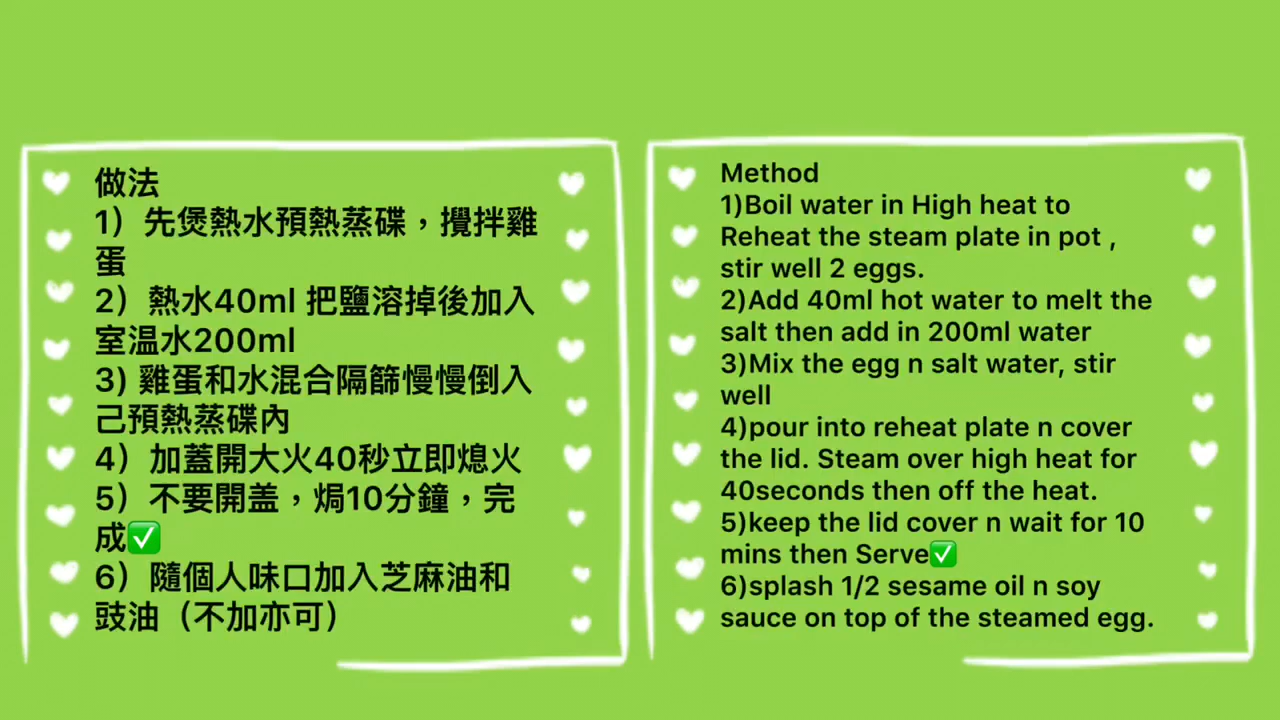 做法
1）先煲熱水預熱蒸碟，攪拌雞
蛋
2）熱水40ml 把鹽溶掉後加入
室温水200ml
3) 雞蛋和水混合隔篩慢慢倒入
己預熱蒸碟內
4）加蓋開大火40秒立即熄火
5）不要開盖，焗10分鐘，完
成✅
6）隨個人味口加入芝麻油和
豉油（不加亦可）
Method
1)Boil water in High heat to
Reheat the steam plate in pot ,
stir well 2 eggs.
2)Add 40ml hot water to melt the
salt then add in 200ml water
3)Mix the egg n salt water, stir
well
4)pour into reheat plate n cover
the lid. Steam over high heat for
40seconds then off the heat.
5)keep the lid cover n wait for 10
mins then Serve✅
6)splash 1/2 sesame oil n soy
sauce on top of the steamed egg.